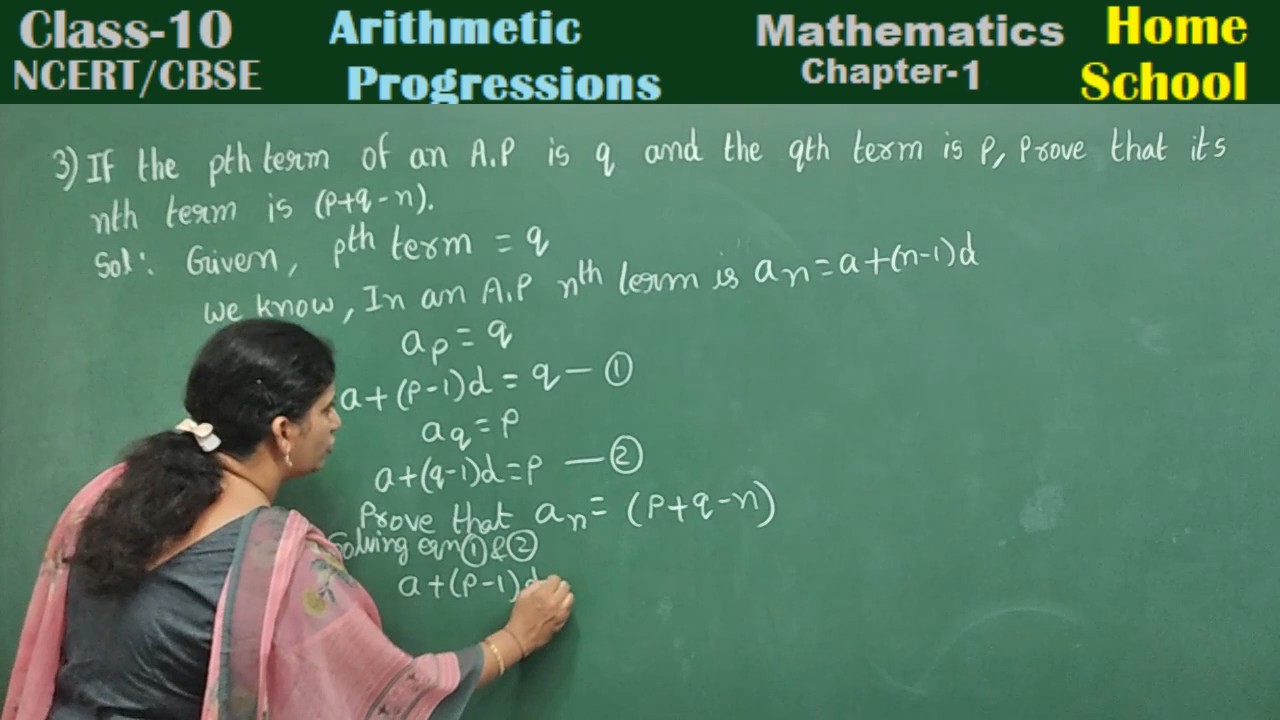 Class-10
NCERT/CBSE
Arithmetic
Progressions
Mathematics
Chapter-1
Home
School
3) If the pth term of an A.P is q and the qth term is p, Prove that its
nth term is (p+q-n).
Sol: Given, pth term = q
we know, In an A.P nth term is an = a+(n-1)d
ap = q
a+(p-1)d = q — ①
aq = p
a+(q-1)d = p — ②
Prove that an = (p+q-n)
Solving eqn ① & ②
a+(p-1)d